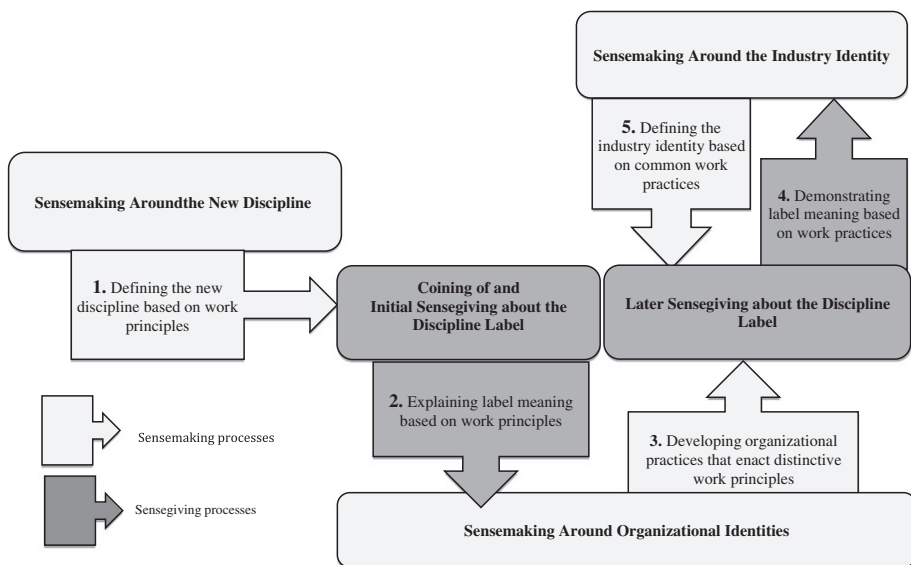 Sensemaking Around the Industry Identity
5. Defining the
industry identity based
on common work
practices
4. Demonstrating
label meaning based
on work practices
Sensemaking Aroundthe New Discipline
1. Defining the new
discipline based on work
principles
Coining of and
Initial Sensegiving about the
Discipline Label
Later Sensegiving about the Discipline
Label
2. Explaining label meaning
based on work principles
3. Developing organizational
practices that enact distinctive
work principles
Sensemaking processes
Sensegiving processes
Sensemaking Around Organizational Identities